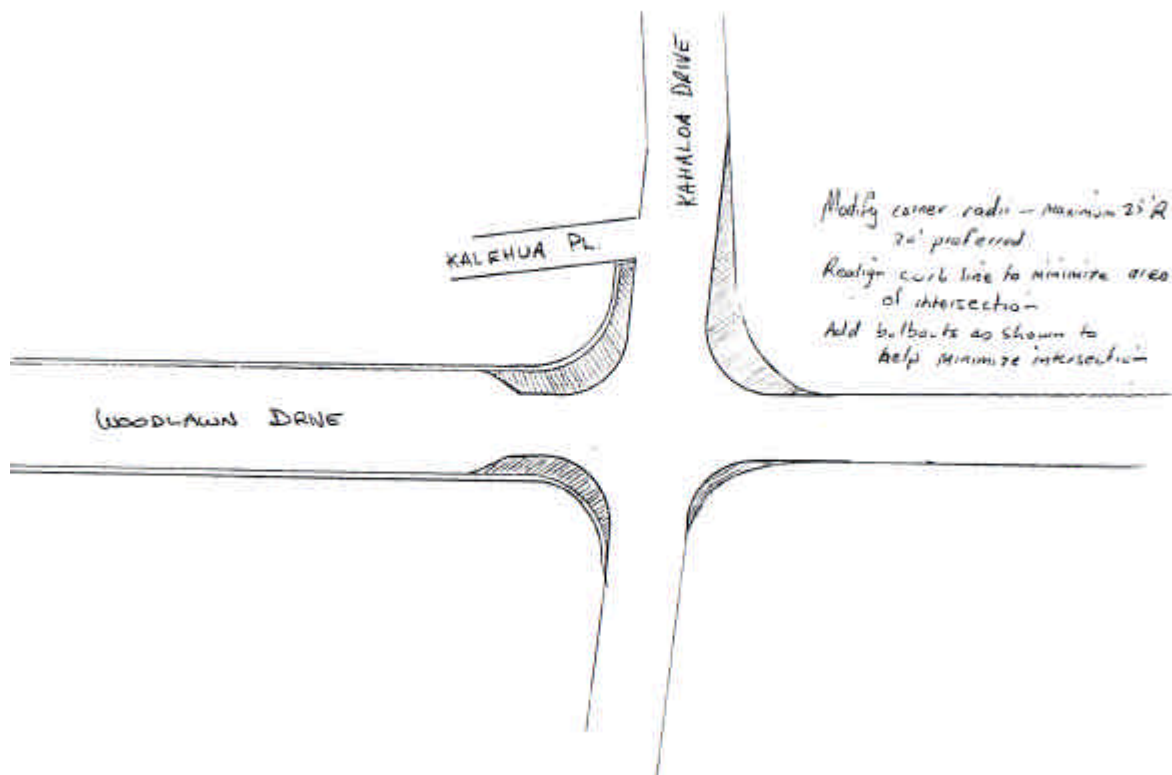 KAHALOA DRIVE
KALEHUA PL.
WOODLAWN DRIVE
Modify corner radii – maximum 25'R
20' preferred
Realign curb line to minimize area
of intersection
Add bulbouts as shown to
help minimize intersection